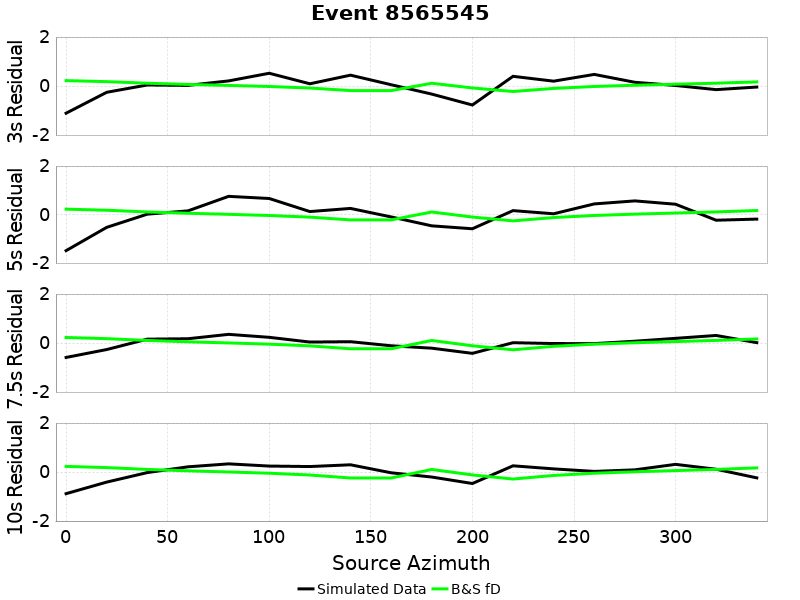 Event 8565545
3s Residual
2
0
-2
5s Residual
2
0
-2
7.5s Residual
2
0
-2
10s Residual
2
0
-2
0 50 100 150 200 250 300
Source Azimuth
Simulated Data B&S fD